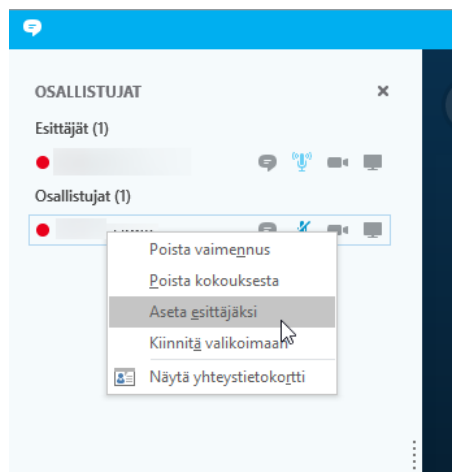 OSALLISTUJAT
Esittäjät (1)
Osallistujat (1)
Poista vaimennus
Poista kokouksesta
Aseta esittäjäksi
Kiinnitä valikoimaan
Näytä yhteystietokortti